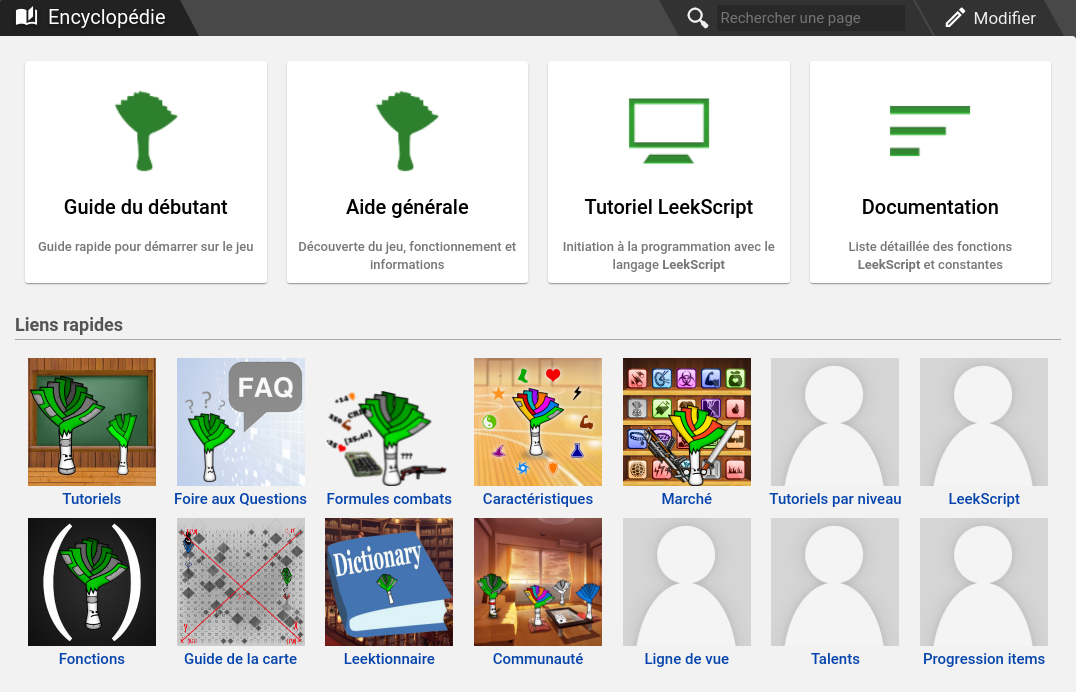 Encyclopédie
Rechercher une page
Modifier
Guide du débutant
Guide rapide pour démarrer sur le jeu
Aide générale
Découverte du jeu, fonctionnement et
informations
Tutoriel LeekScript
Initiation à la programmation avec le
langage LeekScript
Documentation
Liste détaillée des fonctions
LeekScript et constantes
Liens rapides
? ? ?
FAQ
???
Tutoriels
Foire aux Questions
Formules combats
Caractéristiques
Marché
Tutoriels par niveau
LeekScript
Dictionary
Fonctions
Guide de la carte
Leektionnaire
Communauté
Ligne de vue
Talents
Progression items